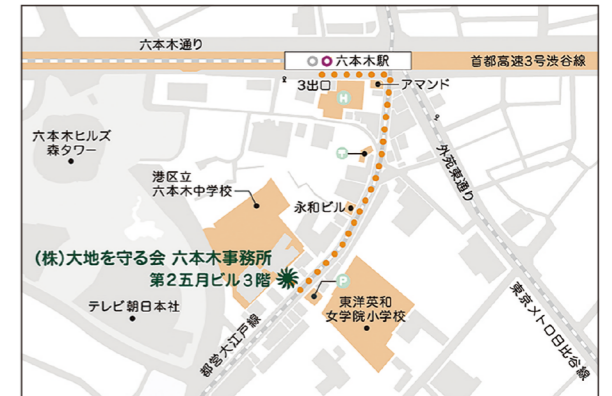 六本木通り
六本木駅
首都高速3号渋谷線
3出口
アマンド
H
六本木ヒルズ
森タワー
外苑東通り
港区立
六本木中学校
永和ビル
(株)大地を守る会 六本木事務所
第2五月ビル3階
P
テレビ朝日本社
東洋英和
女学院小学校
都営大江戸線
東京メトロ日比谷線